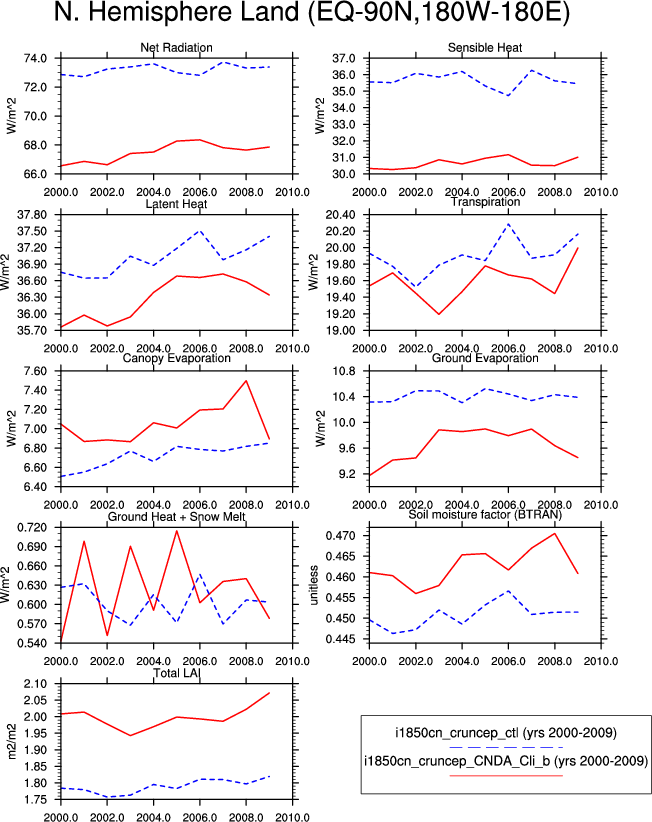 N. Hemisphere Land (EQ-90N,180W-180E)
Net Radiation
Sensible Heat
74.0
72.0
70.0
68.0
66.0
W/m^2
37.0
36.0
35.0
34.0
33.0
32.0
31.0
30.0
W/m^2
2000.0 2002.0 2004.0 2006.0 2008.0 2010.0
2000.0 2002.0 2004.0 2006.0 2008.0 2010.0
Latent Heat
Transpiration
37.80
37.50
37.20
36.90
36.60
36.30
36.00
35.70
W/m^2
20.40
20.20
20.00
19.80
19.60
19.40
19.20
19.00
W/m^2
2000.0 2002.0 2004.0 2006.0 2008.0 2010.0
2000.0 2002.0 2004.0 2006.0 2008.0 2010.0
Canopy Evaporation
Ground Evaporation
7.60
7.40
7.20
7.00
6.80
6.60
6.40
W/m^2
10.8
10.4
10.0
9.6
9.2
W/m^2
2000.0 2002.0 2004.0 2006.0 2008.0 2010.0
2000.0 2002.0 2004.0 2006.0 2008.0 2010.0
Ground Heat + Snow Melt
Soil moisture factor (BTRAN)
0.720
0.690
0.660
0.630
0.600
0.570
0.540
W/m^2
0.470
0.465
0.460
0.455
0.450
0.445
unitless
2000.0 2002.0 2004.0 2006.0 2008.0 2010.0
2000.0 2002.0 2004.0 2006.0 2008.0 2010.0
Total LAI
2.10
2.05
2.00
1.95
1.90
1.85
1.80
1.75
m2/m2
2000.0 2002.0 2004.0 2006.0 2008.0 2010.0
i1850cn_cruncep_ctl (yrs 2000-2009)
i1850cn_cruncep_CNDA_Cli_b (yrs 2000-2009)